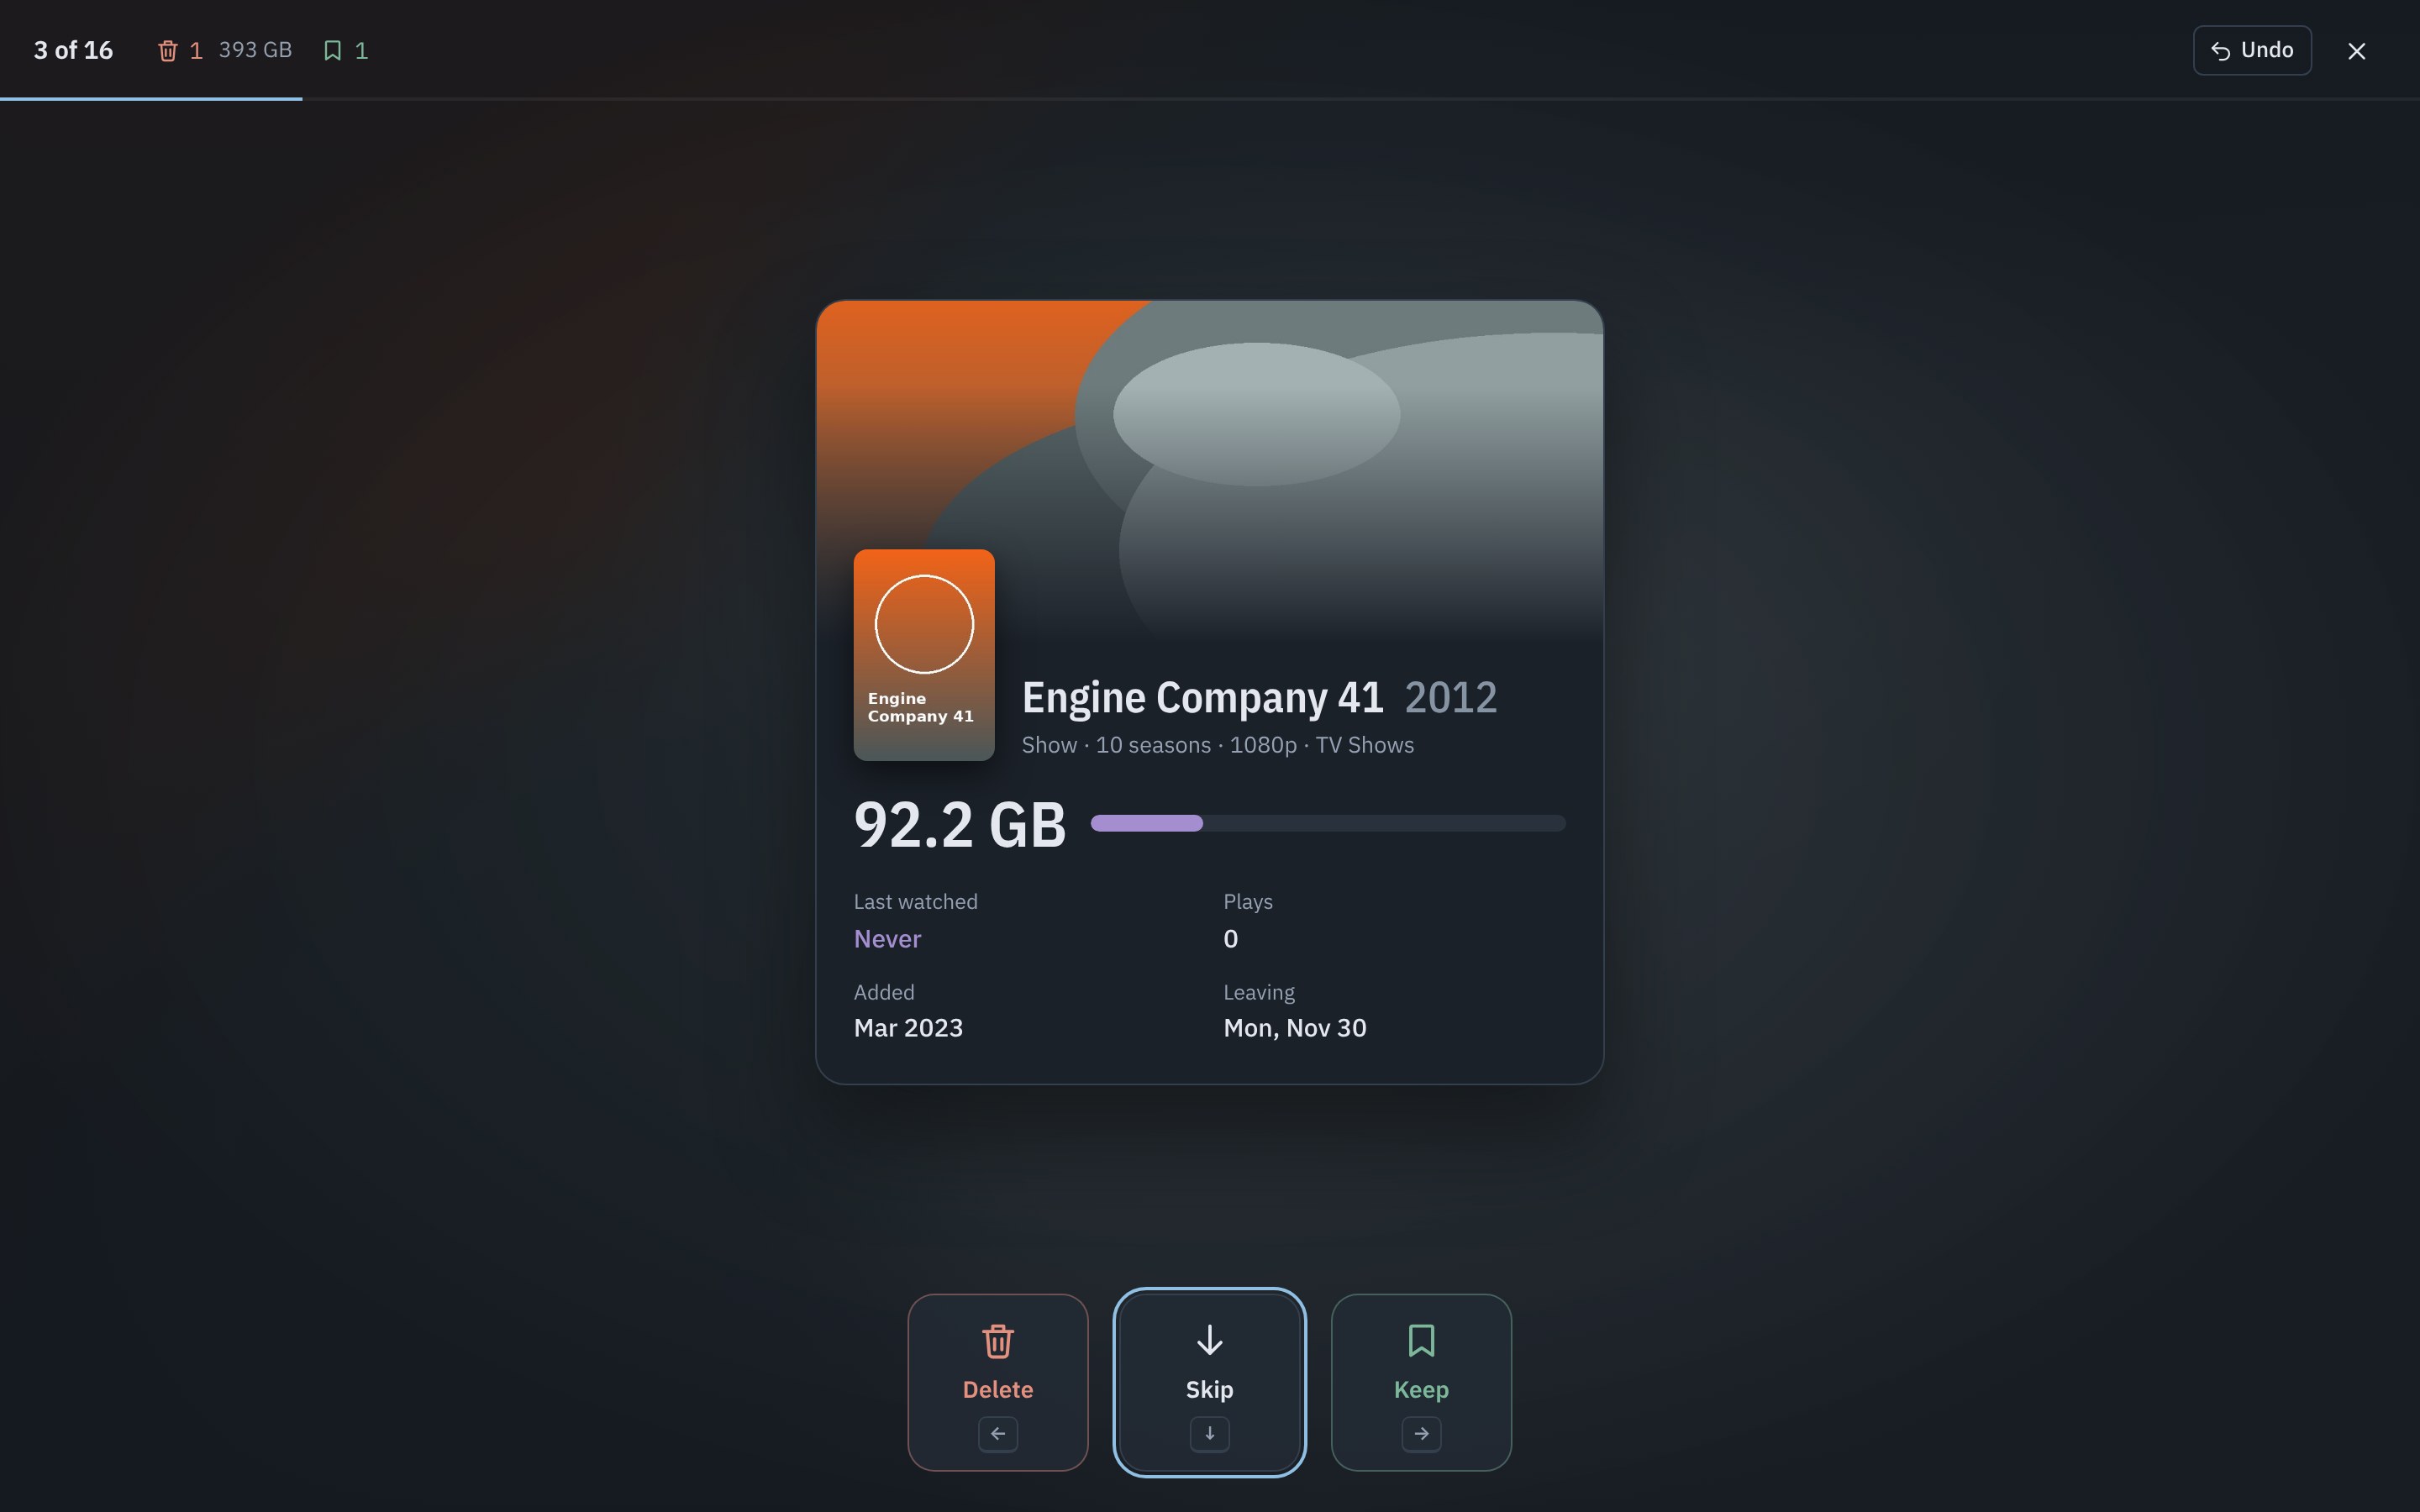 3 of 16 1 393 GB 1 Undo
Engine
Company 41
Engine Company 41 2012
Show · 10 seasons · 1080p · TV Shows
92.2 GB
Last watched Plays
Never 0
Added Leaving
Mar 2023 Mon, Nov 30
Delete Skip Keep
← ↓ →